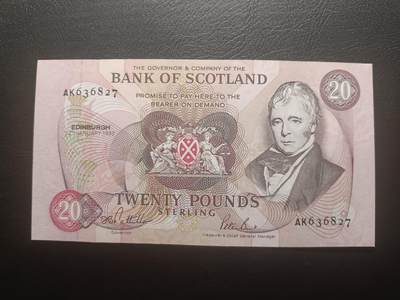 THE GOVERNOR & COMPANY OF THE
BANK OF SCOTLAND
20
AK636827
PROMISE TO PAY HERE TO THE
BEARER ON DEMAND
EDINBURGH
JANUARY
TWENTY POUNDS
STERLING
20
Governor
Treasurer & Chief General Manager
AK636827